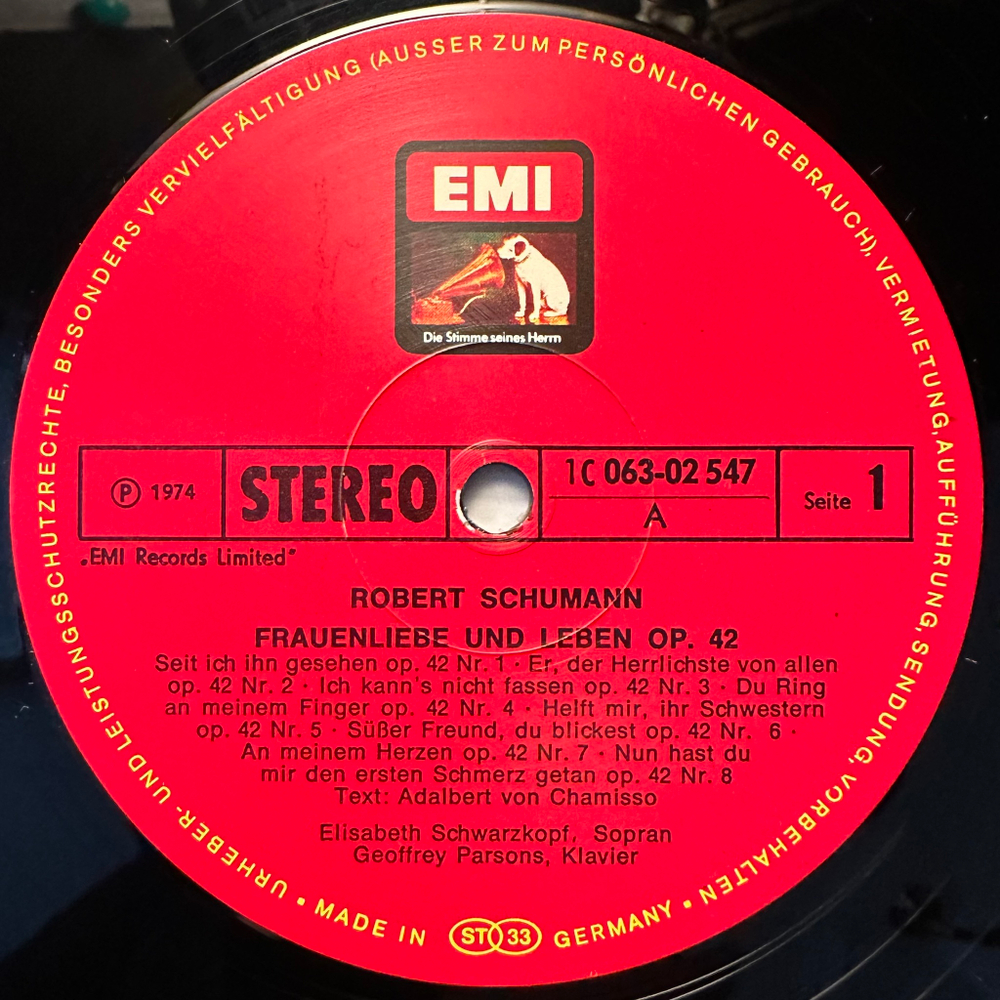 URHEBER- UND LEISTUNGSSCHUTZRECHTE, BESONDERS VERVIELFÄLTIGUNG (AUSSER ZUM PERSÖNLICHEN GEBRAUCH), VERMIETUNG, AUFFÜHRUNG, SENDUNG, VORBEHALTEN
EMI
Die Stimme seines Herrn
℗ 1974
STEREO
1C 063-02 547
A
Seite 1
„EMI Records Limited"
ROBERT SCHUMANN
FRAUENLIEBE UND LEBEN OP. 42
Seit ich ihn gesehen op. 42 Nr. 1 · Er, der Herrlichste von allen
op. 42 Nr. 2 · Ich kann's nicht fassen op. 42 Nr. 3 · Du Ring
an meinem Finger op. 42 Nr. 4 · Helft mir, ihr Schwestern
op. 42 Nr. 5 · Süßer Freund, du blickest op. 42 Nr. 6 ·
An meinem Herzen op. 42 Nr. 7 · Nun hast du
mir den ersten Schmerz getan op. 42 Nr. 8
Text: Adalbert von Chamisso
Elisabeth Schwarzkopf, Sopran
Geoffrey Parsons, Klavier
▪ MADE IN ST 33 GERMANY ▪